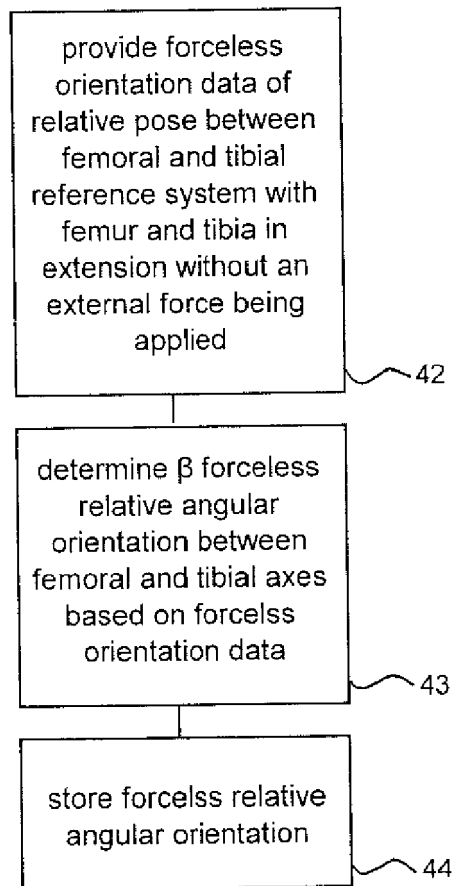 provide forceless
orientation data of
relative pose between
femoral and tibial
reference system with
femur and tibia in
extension without an
external force being
applied
42
determine β forceless
relative angular
orientation between
femoral and tibial axes
based on forcelss
orientation data
43
store forcelss relative
angular orientation
44